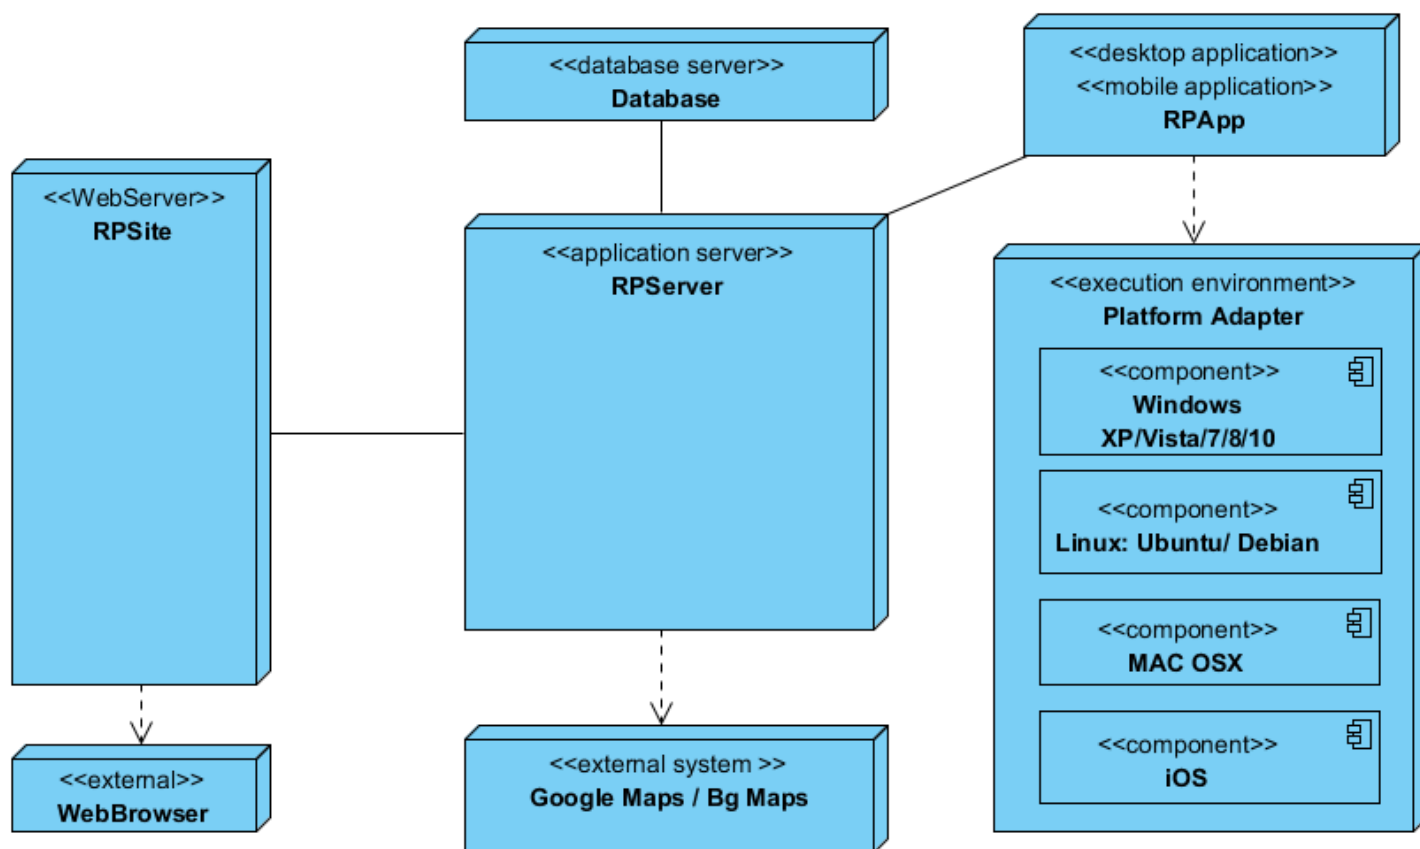 <<database server>>
Database
<<desktop application>>
<<mobile application>>
RPApp
<<WebServer>>
RPSite
<<application server>>
RPServer
<<execution environment>>
Platform Adapter
<<component>>
Windows
XP/Vista/7/8/10
<<component>>
Linux: Ubuntu/ Debian
<<component>>
MAC OSX
<<component>>
iOS
<<external>>
WebBrowser
<<external system >>
Google Maps / Bg Maps